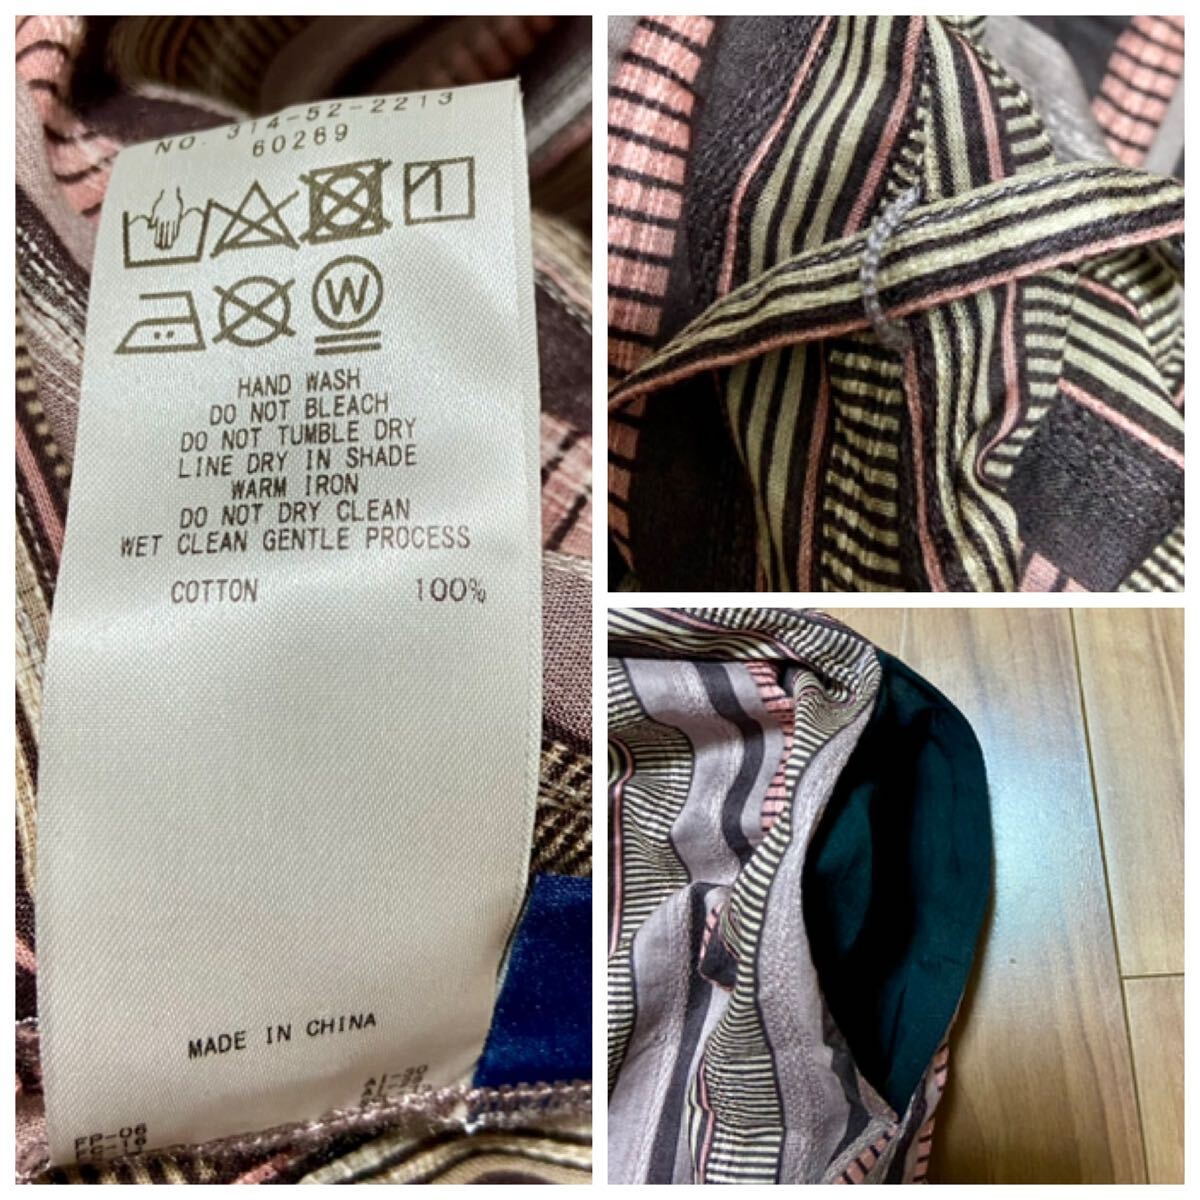 NO. 314-52-2213
60269
W
HAND WASH
DO NOT BLEACH
DO NOT TUMBLE DRY
LINE DRY IN SHADE
WARM IRON
DO NOT DRY CLEAN
WET CLEAN GENTLE PROCESS
COTTON 100%
MADE IN CHINA